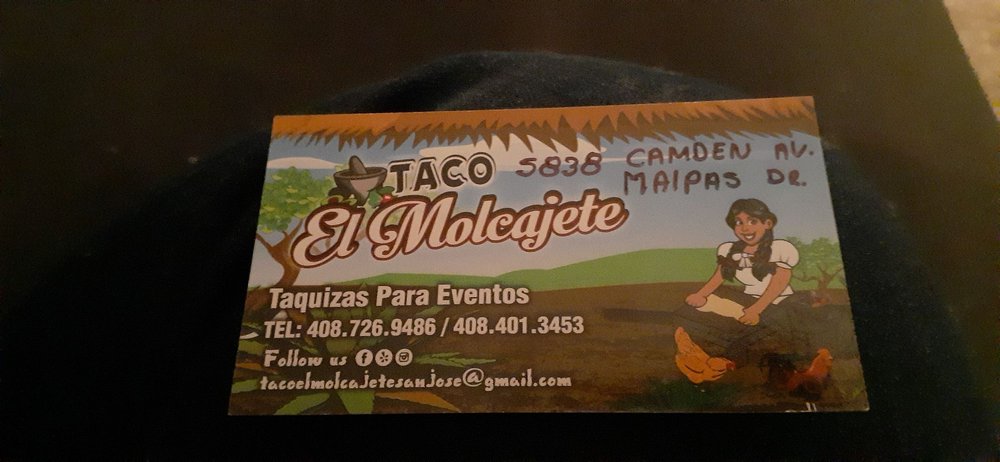 TACO
El Molcajete
5838 CAMDEN AV.
MALPAS DR.
Taquizas Para Eventos
TEL: 408.726.9486 / 408.401.3453
Follow us
tacoelmolcajetesanjose@gmail.com